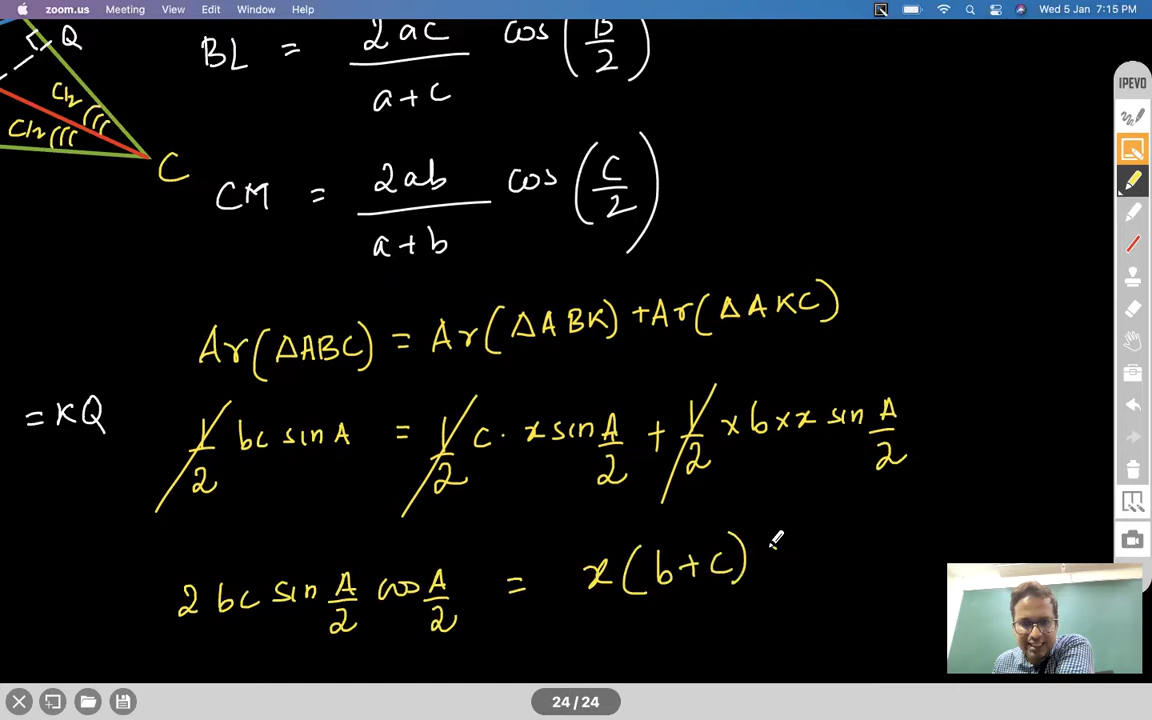 zoom.us Meeting View Edit Window Help Wed 5 Jan 7:15 PM
IPEVO
Q
C/2
C/2
C
BL = 2ac / a+c cos (B/2)
CM = 2ab / a+b cos (C/2)
Ar(ΔABC) = Ar(ΔABK) + Ar(ΔAKC)
= KQ
1/2 bc sin A = 1/2 c · x sin A/2 + 1/2 × b × x sin A/2
2 bc sin A/2 cos A/2 = x (b+c)
24 / 24